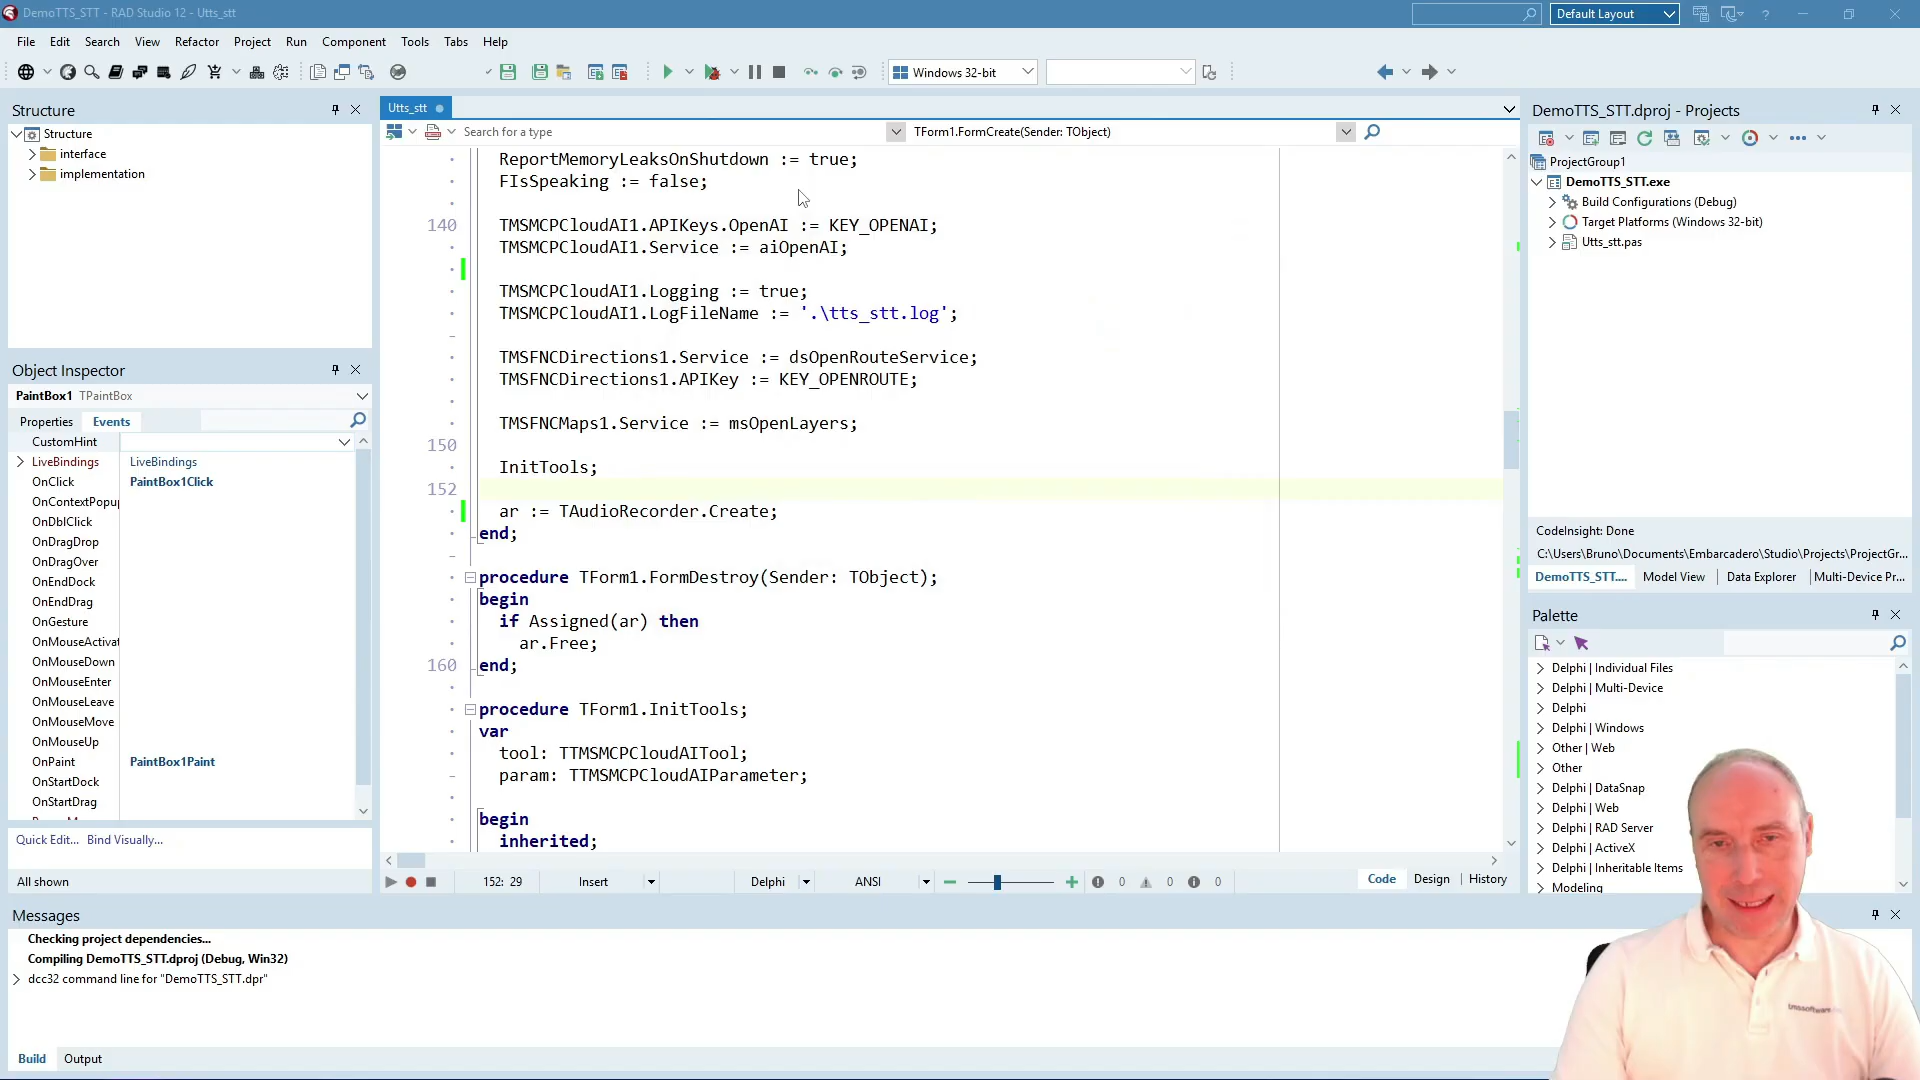 DemoTTS_STT - RAD Studio 12 - Utts_stt
Default Layout
File Edit Search View Refactor Project Run Component Tools Tabs Help
Windows 32-bit
Structure
Structure
interface
implementation
Object Inspector
PaintBox1 TPaintBox
Properties Events
CustomHint
LiveBindings LiveBindings
OnClick PaintBox1Click
OnContextPopup
OnDblClick
OnDragDrop
OnDragOver
OnEndDock
OnEndDrag
OnGesture
OnMouseActivat
OnMouseDown
OnMouseEnter
OnMouseLeave
OnMouseMove
OnMouseUp
OnPaint PaintBox1Paint
OnStartDock
OnStartDrag
Quick Edit... Bind Visually...
All shown
Utts_stt
Search for a type
TForm1.FormCreate(Sender: TObject)
ReportMemoryLeaksOnShutdown := true;
FIsSpeaking := false;
140 TMSMCPCloudAI1.APIKeys.OpenAI := KEY_OPENAI;
TMSMCPCloudAI1.Service := aiOpenAI;
TMSMCPCloudAI1.Logging := true;
TMSMCPCloudAI1.LogFileName := '.\tts_stt.log';
TMSFNCDirections1.Service := dsOpenRouteService;
TMSFNCDirections1.APIKey := KEY_OPENROUTE;
TMSFNCMaps1.Service := msOpenLayers;
150
InitTools;
152
ar := TAudioRecorder.Create;
end;
procedure TForm1.FormDestroy(Sender: TObject);
begin
if Assigned(ar) then
ar.Free;
160 end;
procedure TForm1.InitTools;
var
tool: TTMSMCPCloudAITool;
param: TTMSMCPCloudAIParameter;
begin
inherited;
152: 29 Insert Delphi ANSI 0 0 0
Code Design History
DemoTTS_STT.dproj - Projects
ProjectGroup1
DemoTTS_STT.exe
Build Configurations (Debug)
Target Platforms (Windows 32-bit)
Utts_stt.pas
CodeInsight: Done
C:\Users\Bruno\Documents\Embarcadero\Studio\Projects\ProjectGr...
DemoTTS_STT.... Model View Data Explorer Multi-Device Pr...
Palette
Delphi | Individual Files
Delphi | Multi-Device
Delphi
Delphi | Windows
Other | Web
Other
Delphi | DataSnap
Delphi | Web
Delphi | RAD Server
Delphi | ActiveX
Delphi | Inheritable Items
Modeling
Messages
Checking project dependencies...
Compiling DemoTTS_STT.dproj (Debug, Win32)
dcc32 command line for "DemoTTS_STT.dpr"
Build Output